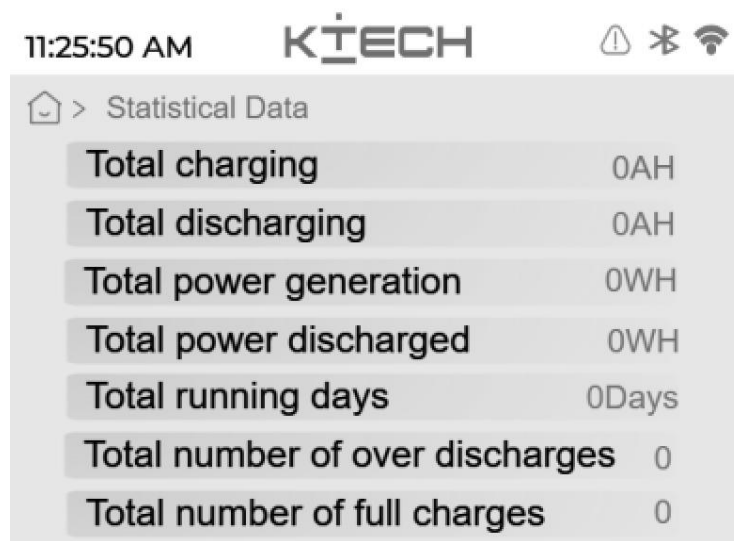 11:25:50 AM KTECH
> Statistical Data
Total charging 0AH
Total discharging 0AH
Total power generation 0WH
Total power discharged 0WH
Total running days 0Days
Total number of over discharges 0
Total number of full charges 0